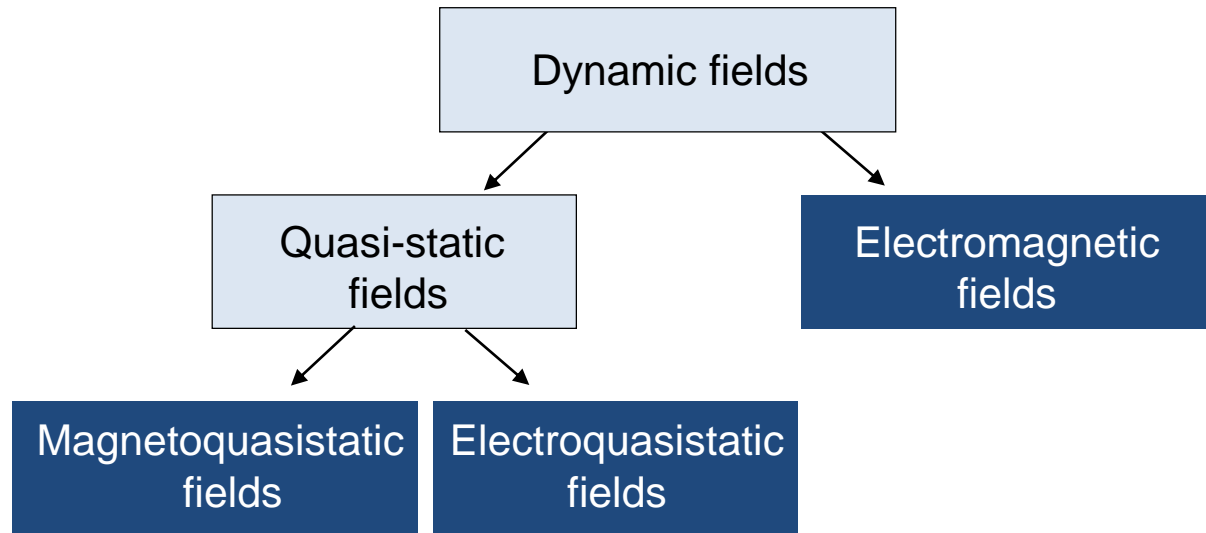 Dynamic fields
Quasi-static
fields
Electromagnetic
fields
Magnetoquasistatic
fields
Electroquasistatic
fields